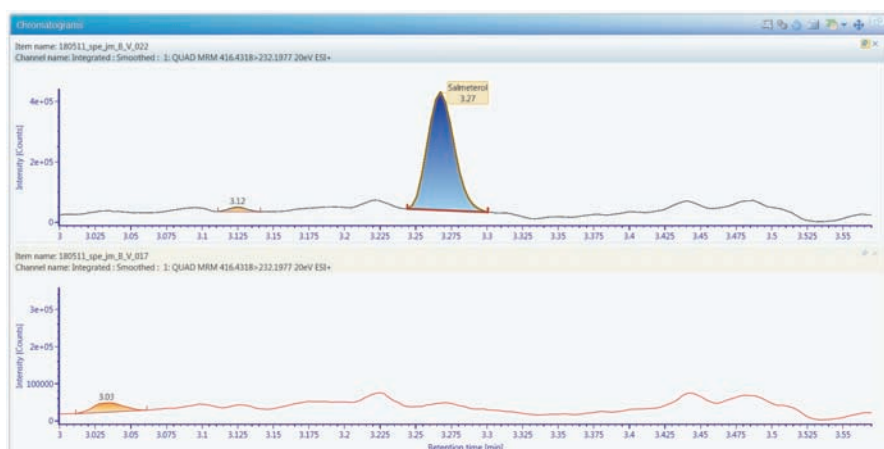 Chromatograms
Item name: 180511_spe_jm_B_V_022
Channel name: Integrated : Smoothed : 1: QUAD MRM 416.4318>232.1977 20eV ESI+
Intensity [Counts]
4e+05
2e+05
0
3.12
Salmeterol
3.27
3 3.025 3.05 3.075 3.1 3.125 3.15 3.175 3.2 3.225 3.25 3.275 3.3 3.325 3.35 3.375 3.4 3.425 3.45 3.475 3.5 3.525 3.55
Item name: 180511_spe_jm_B_V_017
Channel name: Integrated : Smoothed : 1: QUAD MRM 416.4318>232.1977 20eV ESI+
Intensity [Counts]
3e+05
2e+05
100000
0
3.03
3 3.025 3.05 3.075 3.1 3.125 3.15 3.175 3.2 3.225 3.25 3.275 3.3 3.325 3.35 3.375 3.4 3.425 3.45 3.475 3.5 3.525 3.55
Retention time [min]